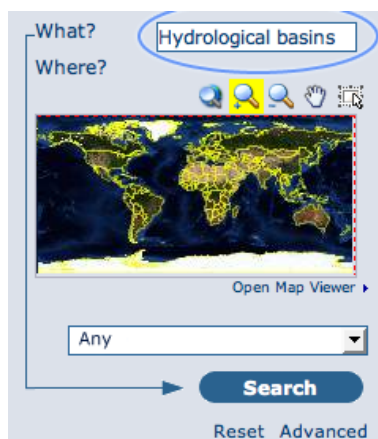 What?
Hydrological basins
Where?
Open Map Viewer
Any
Search
Reset Advanced